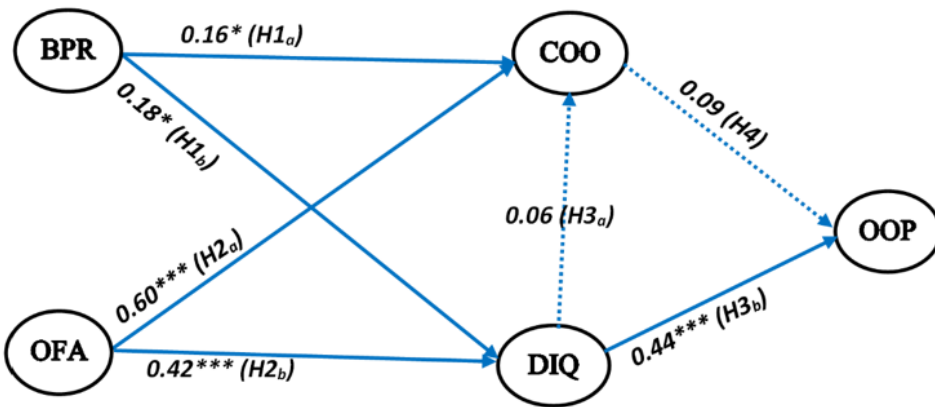 BPR
0.16* (H1a)
COO
0.18* (H1b)
0.09 (H4)
0.06 (H3a)
OOP
0.60*** (H2a)
OFA
0.42*** (H2b)
DIQ
0.44*** (H3b)